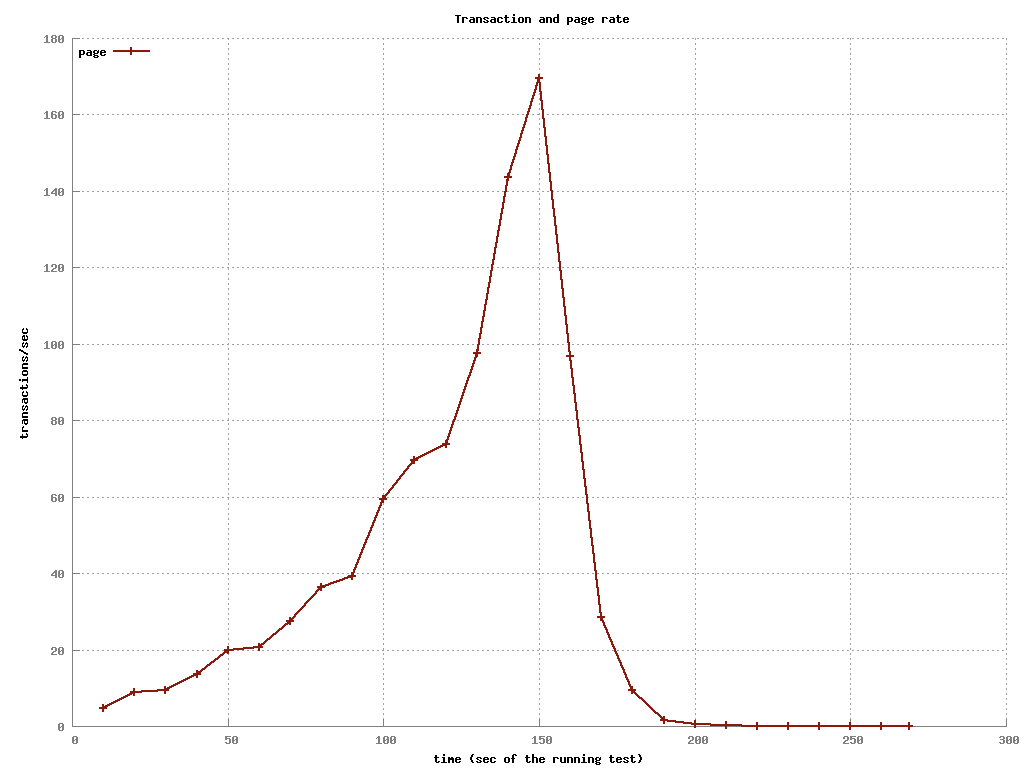 Transaction and page rate
180
page
160
140
120
100
80
60
40
20
0
transactions/sec
0 50 100 150 200 250 300
time (sec of the running test)